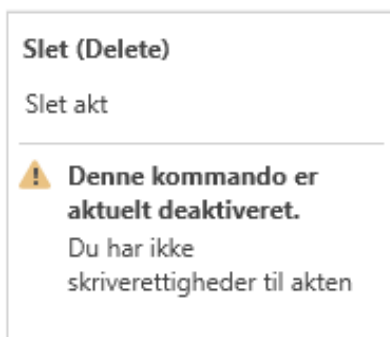 Slet (Delete)
Slet akt
Denne kommando er
aktuelt deaktiveret.
Du har ikke
skriverettigheder til akten